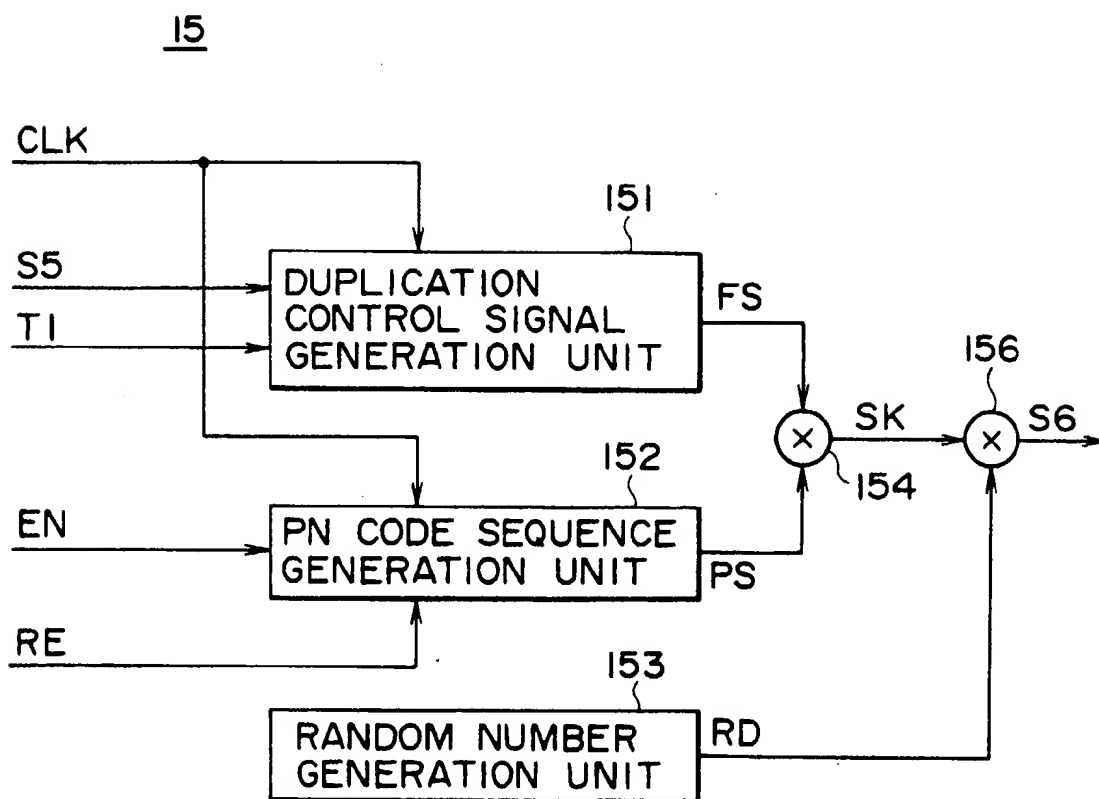 15
CLK
151
S5
DUPLICATION
CONTROL SIGNAL
GENERATION UNIT
FS
T1
156
SK
S6
154
152
EN
PN CODE SEQUENCE
GENERATION UNIT
PS
RE
153
RANDOM NUMBER
GENERATION UNIT
RD